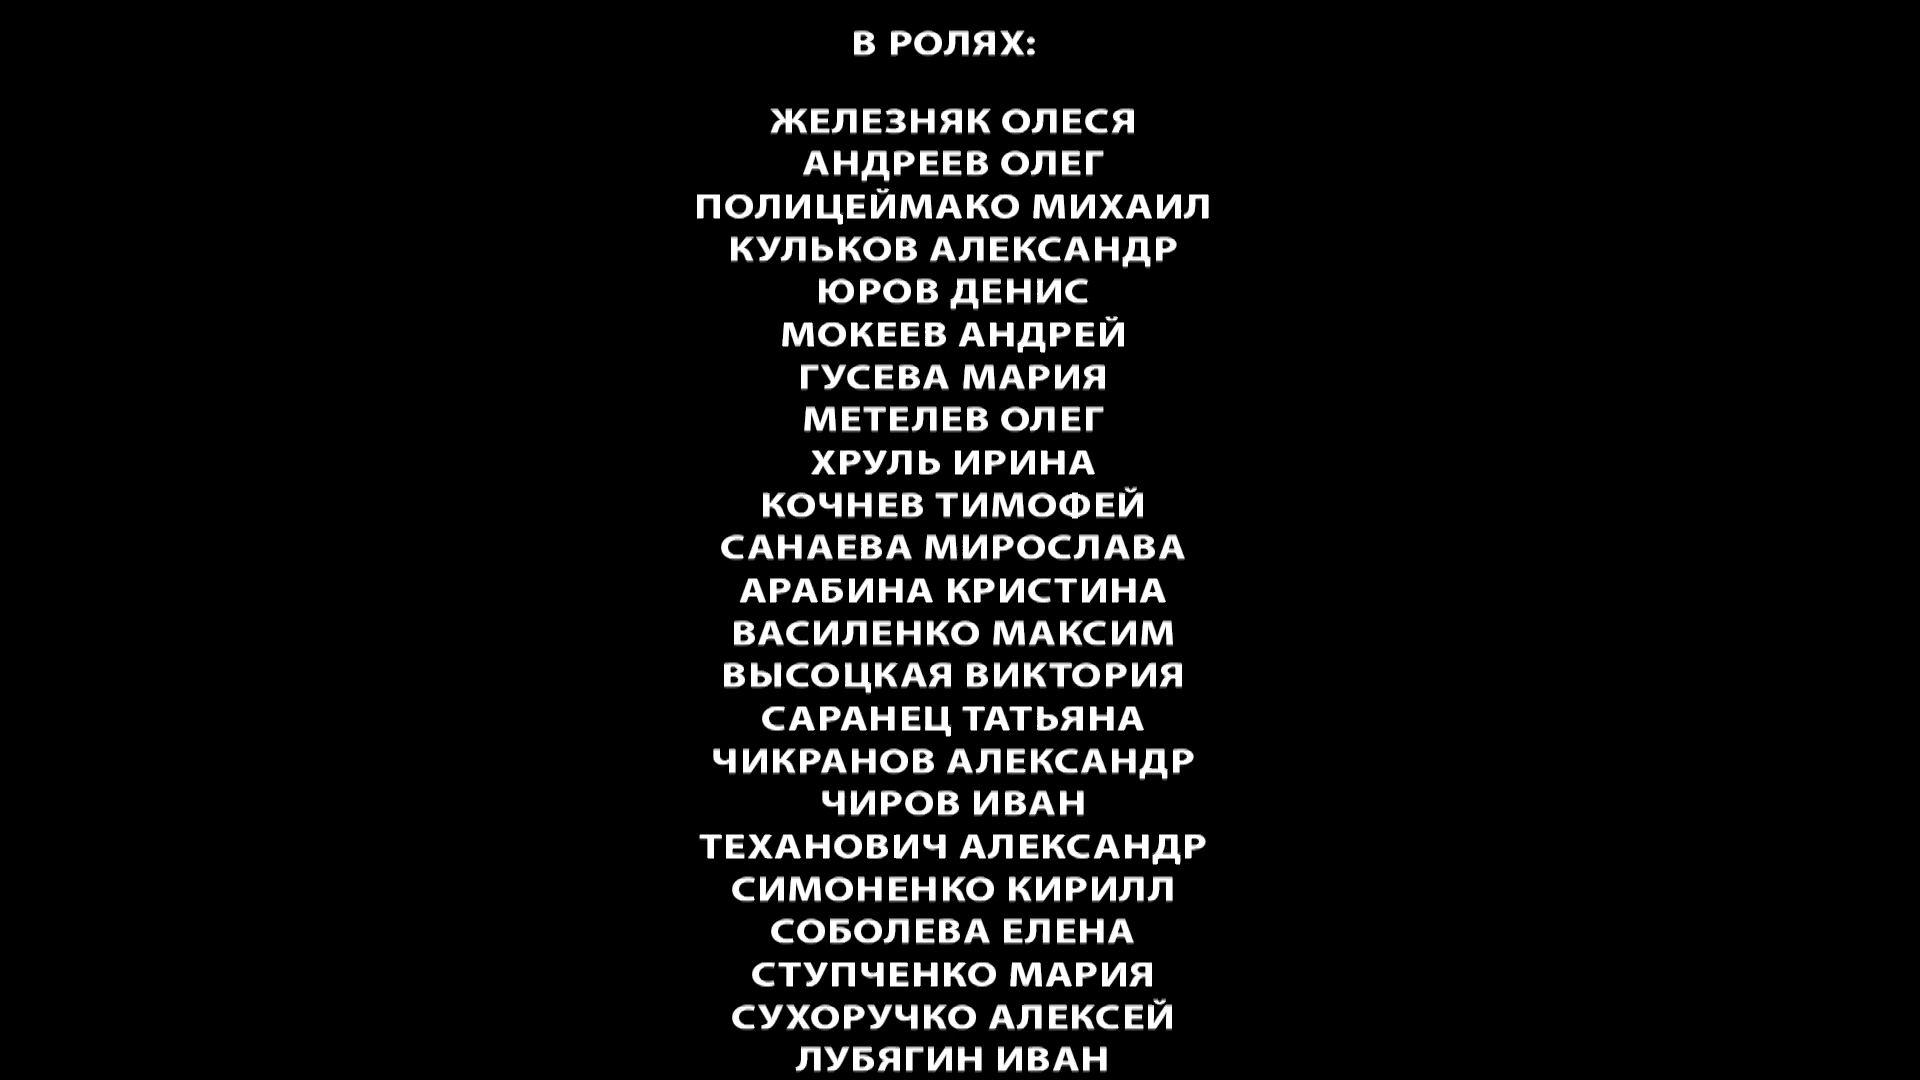 В РОЛЯХ:
ЖЕЛЕЗНЯК ОЛЕСЯ
АНДРЕЕВ ОЛЕГ
ПОЛИЦЕЙМАКО МИХАИЛ
КУЛЬКОВ АЛЕКСАНДР
ЮРОВ ДЕНИС
МОКЕЕВ АНДРЕЙ
ГУСЕВА МАРИЯ
МЕТЕЛЕВ ОЛЕГ
ХРУЛЬ ИРИНА
КОЧНЕВ ТИМОФЕЙ
САНАЕВА МИРОСЛАВА
АРАБИНА КРИСТИНА
ВАСИЛЕНКО МАКСИМ
ВЫСОЦКАЯ ВИКТОРИЯ
САРАНЕЦ ТАТЬЯНА
ЧИКРАНОВ АЛЕКСАНДР
ЧИРОВ ИВАН
ТЕХАНОВИЧ АЛЕКСАНДР
СИМОНЕНКО КИРИЛЛ
СОБОЛЕВА ЕЛЕНА
СТУПЧЕНКО МАРИЯ
СУХОРУЧКО АЛЕКСЕЙ
ЛУБЯГИН ИВАН